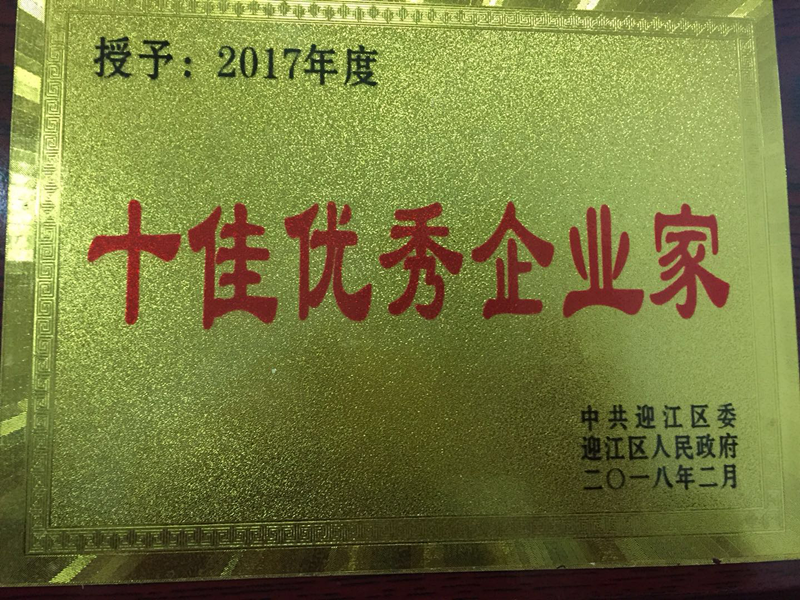 授予：2017年度
十佳优秀企业家
中共迎江区委
迎江区人民政府
二〇一八年二月